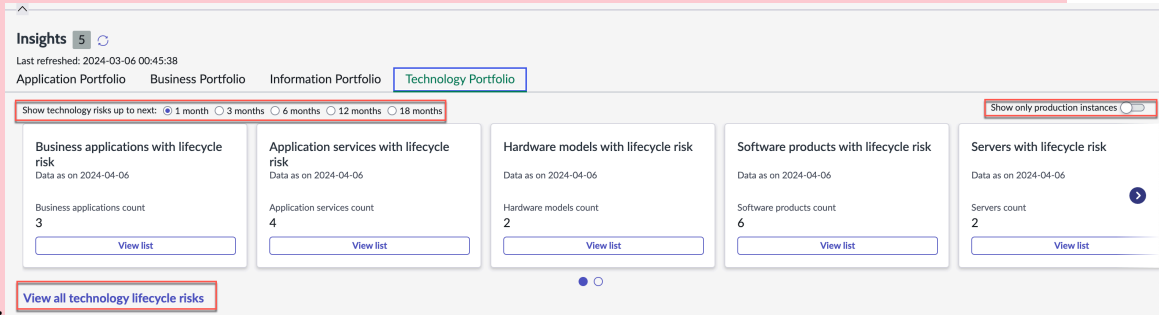 Insights 5
Last refreshed: 2024-03-06 00:45:38
Application Portfolio Business Portfolio Information Portfolio Technology Portfolio
Show technology risks up to next: 1 month 3 months 6 months 12 months 18 months
Show only production instances
Business applications with lifecycle
risk
Data as on 2024-04-06
Business applications count
3
View list
Application services with lifecycle
risk
Data as on 2024-04-06
Application services count
4
View list
Hardware models with lifecycle risk
Data as on 2024-04-06
Hardware models count
2
View list
Software products with lifecycle risk
Data as on 2024-04-06
Software products count
6
View list
Servers with lifecycle risk
Data as on 2024-04-06
Servers count
2
View list
View all technology lifecycle risks